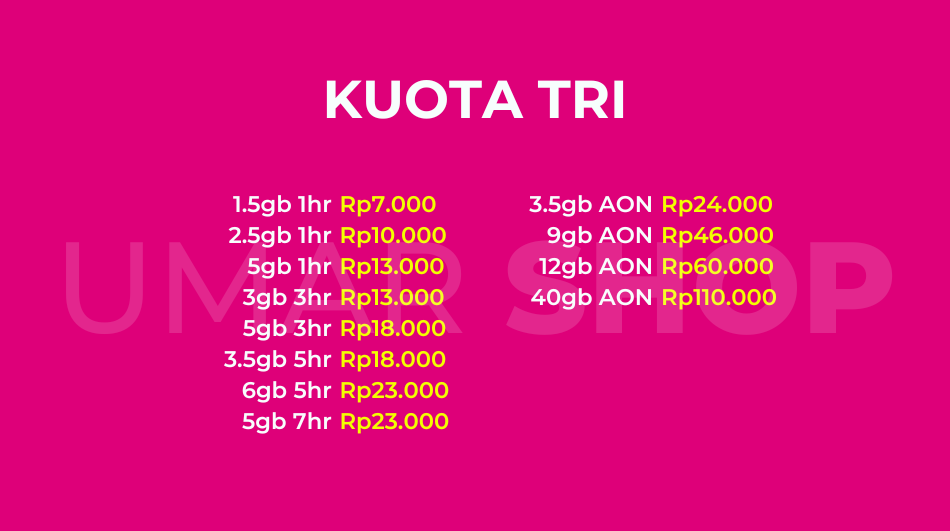 KUOTA TRI
1.5gb 1hr Rp7.000
2.5gb 1hr Rp10.000
5gb 1hr Rp13.000
3gb 3hr Rp13.000
5gb 3hr Rp18.000
3.5gb 5hr Rp18.000
6gb 5hr Rp23.000
5gb 7hr Rp23.000
3.5gb AON Rp24.000
9gb AON Rp46.000
12gb AON Rp60.000
40gb AON Rp110.000
UMAR SHOP